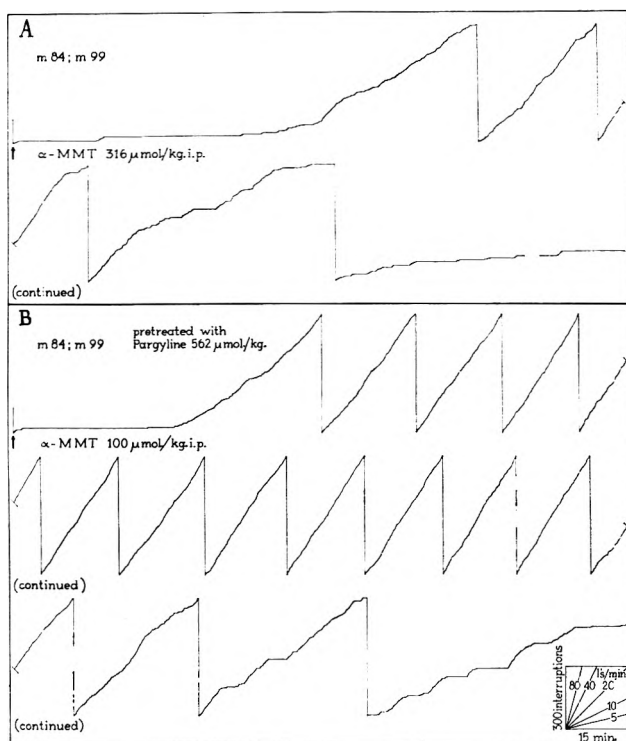 A
m 84; m 99
α-MMT 316 μmol/kg.i.p.
(continued)
B
m 84; m 99
pretreated with
Pargyline 562 μmol/kg.
α-MMT 100 μmol/kg.i.p.
(continued)
(continued)
300 interruptions
I's/min
80 40 20
10
5
15 min.